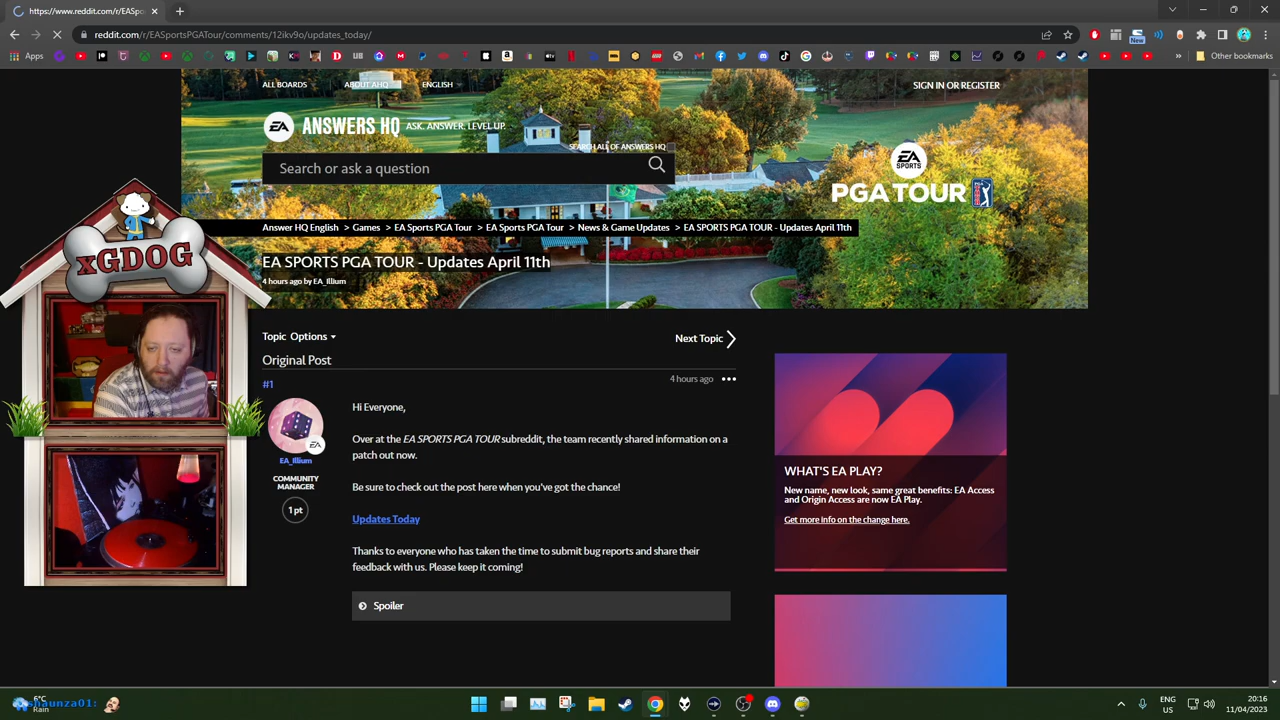 https://www.reddit.com/r/EASpo
reddit.com/r/EASportsPGATour/comments/12ikv9o/updates_today/
New
Apps
Other bookmarks
ALL BOARDS
ABOUT AHQ
ENGLISH
SIGN IN OR REGISTER
EA
ANSWERS HQ
ASK. ANSWER. LEVEL UP.
SEARCH ALL OF ANSWERS HQ
Search or ask a question
EA SPORTS
PGA TOUR
Answer HQ English > Games > EA Sports PGA Tour > EA Sports PGA Tour > News & Game Updates > EA SPORTS PGA TOUR - Updates April 11th
EA SPORTS PGA TOUR - Updates April 11th
4 hours ago by EA_Illium
xGDOG
Topic Options
Next Topic
Original Post
#1
4 hours ago
Hi Everyone,
Over at the EA SPORTS PGA TOUR subreddit, the team recently shared information on a
patch out now.
EA
EA_Illium
COMMUNITY
MANAGER
1 pt
Be sure to check out the post here when you've got the chance!
Updates Today
Thanks to everyone who has taken the time to submit bug reports and share their
feedback with us. Please keep it coming!
Spoiler
WHAT'S EA PLAY?
New name, new look, same great benefits: EA Access
and Origin Access are now EA Play.
Get more info on the change here.
6°C
Rain
shaunza01:
ENG
US
20:16
11/04/2023